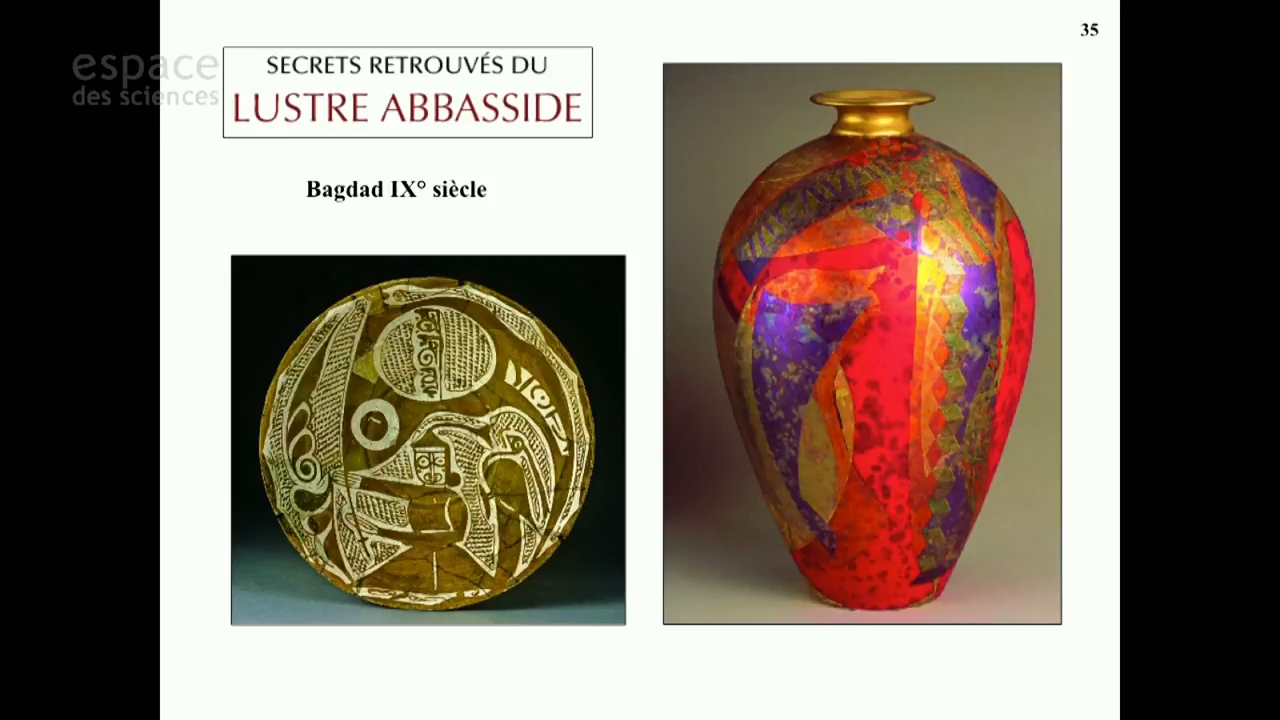 35
espace
des sciences
SECRETS RETROUVÉS DU
LUSTRE ABBASSIDE
Bagdad IX° siècle